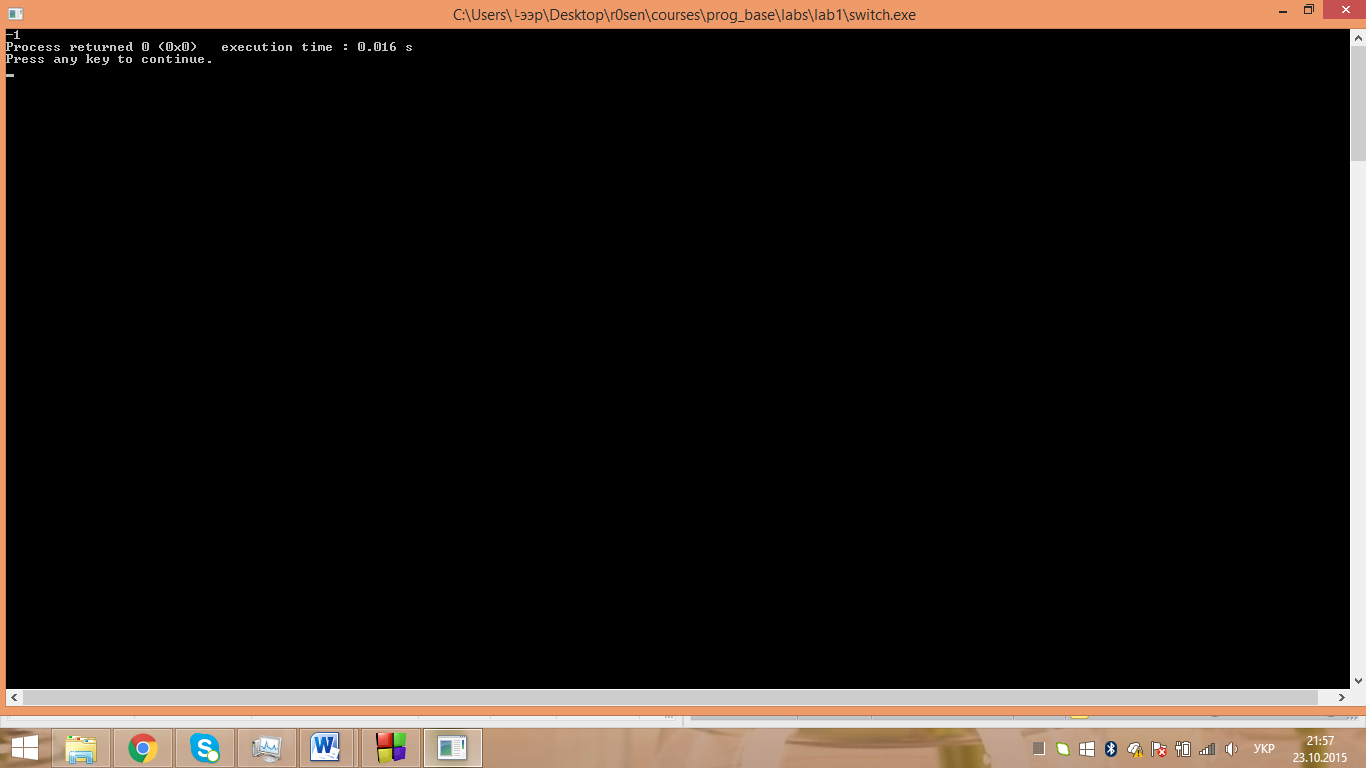 C:\Users\└ээр\Desktop\r0sen\courses\prog_base\labs\lab1\switch.exe
-1
Process returned 0 (0x0)   execution time : 0.016 s
Press any key to continue.
УКР
21:57
23.10.2015